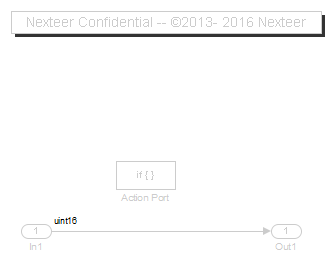 Nexteer Confidential -- ©2013- 2016 Nexteer
if { }
Action Port
uint16
1
In1
1
Out1